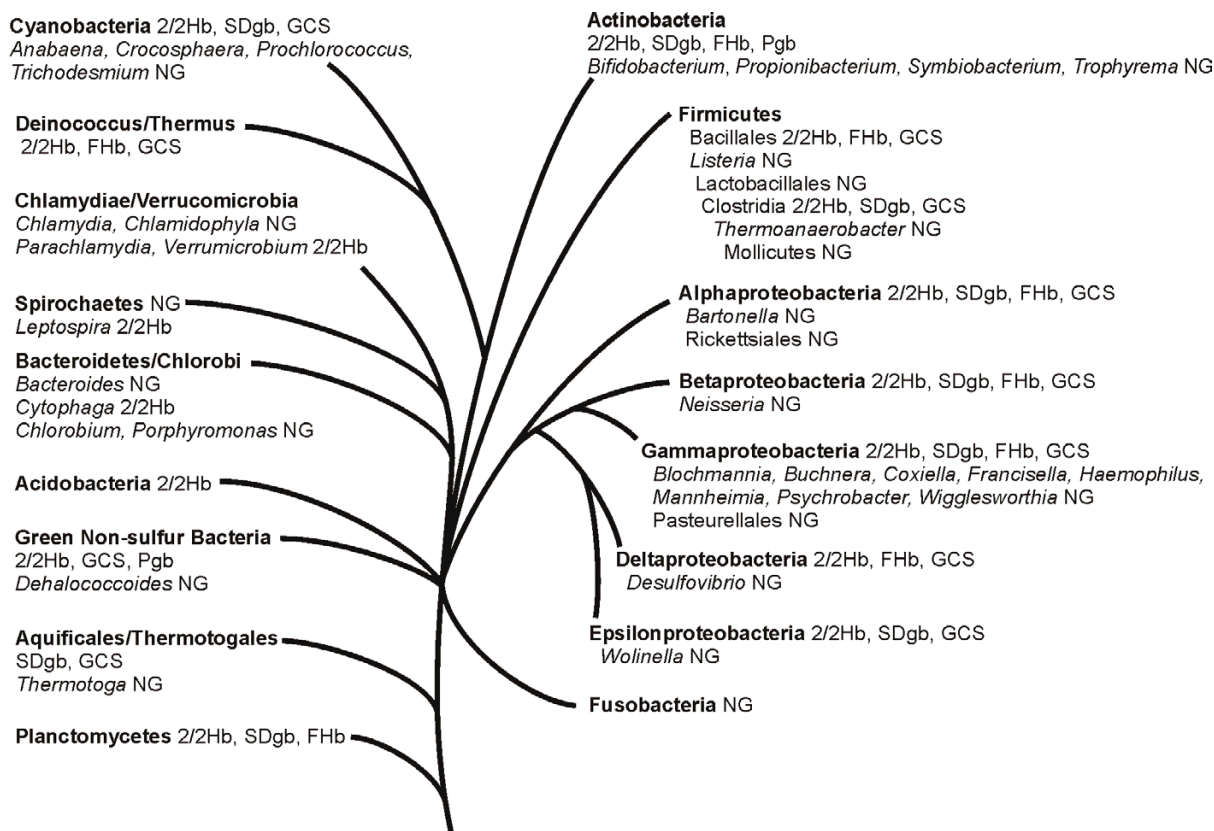 Cyanobacteria 2/2Hb, SDgb, GCS
Anabaena, Crocosphaera, Prochlorococcus,
Trichodesmium NG
Deinococcus/Thermus
2/2Hb, FHb, GCS
Chlamydiae/Verrucomicrobia
Chlamydia, Chlamidophyla NG
Parachlamydia, Verrumicrobium 2/2Hb
Spirochaetes NG
Leptospira 2/2Hb
Bacteroidetes/Chlorobi
Bacteroides NG
Cytophaga 2/2Hb
Chlorobium, Porphyromonas NG
Acidobacteria 2/2Hb
Green Non-sulfur Bacteria
2/2Hb, GCS, Pgb
Dehalococcoides NG
Aquificales/Thermotogales
SDgb, GCS
Thermotoga NG
Planctomycetes 2/2Hb, SDgb, FHb
Actinobacteria
2/2Hb, SDgb, FHb, Pgb
Bifidobacterium, Propionibacterium, Symbiobacterium, Trophyrema NG
Firmicutes
Bacillales 2/2Hb, FHb, GCS
Listeria NG
Lactobacillales NG
Clostridia 2/2Hb, SDgb, GCS
Thermoanaerobacter NG
Mollicutes NG
Alphaproteobacteria 2/2Hb, SDgb, FHb, GCS
Bartonella NG
Rickettsiales NG
Betaproteobacteria 2/2Hb, SDgb, FHb, GCS
Neisseria NG
Gammaproteobacteria 2/2Hb, SDgb, FHb, GCS
Blochmannia, Buchnera, Coxiella, Francisella, Haemophilus,
Mannheimia, Psychrobacter, Wigglesworthia NG
Pasteurellales NG
Deltaproteobacteria 2/2Hb, FHb, GCS
Desulfovibrio NG
Epsilonproteobacteria 2/2Hb, SDgb, GCS
Wolinella NG
Fusobacteria NG